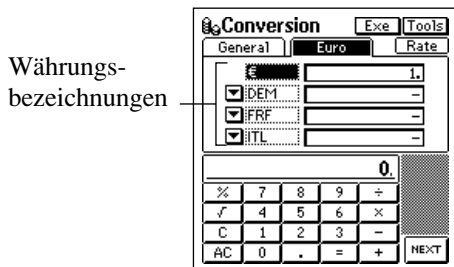 Conversion Exe Tools
General Euro Rate
Währungs-
bezeichnungen
€ 1.
DEM –
FRF –
ITL –
0.
% 7 8 9 ÷
√ 4 5 6 ×
C 1 2 3 –
AC 0 . = + NEXT